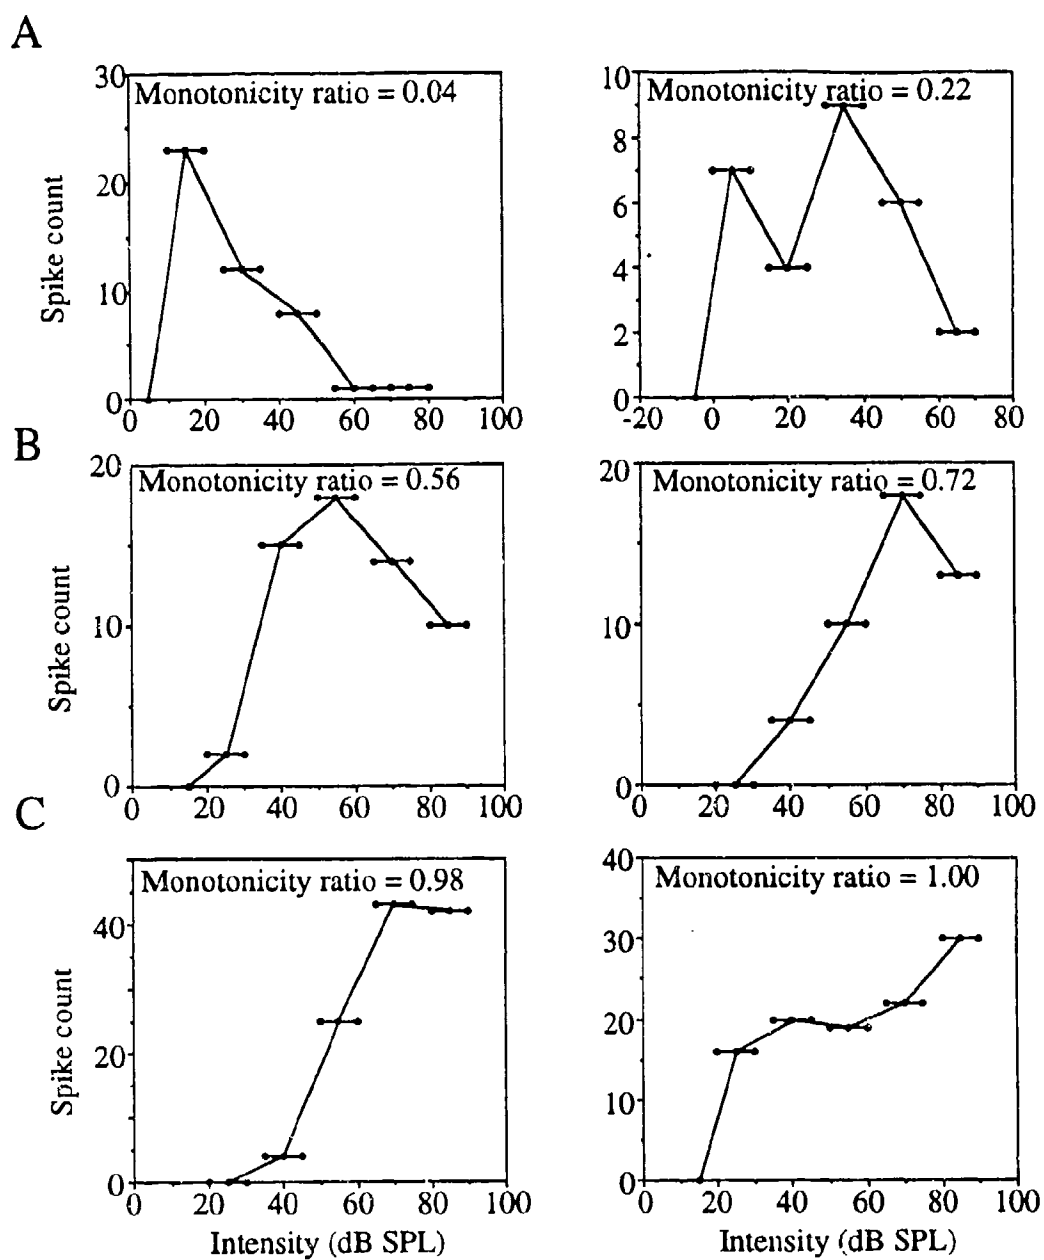 A
Monotonicity ratio = 0.04
Spike count
30
20
10
0
0 20 40 60 80 100
Monotonicity ratio = 0.22
10
8
6
4
2
0
-20 0 20 40 60 80
B
Monotonicity ratio = 0.56
Spike count
20
10
0
0 20 40 60 80 100
Monotonicity ratio = 0.72
20
10
0
0 20 40 60 80 100
C
Monotonicity ratio = 0.98
Spike count
40
20
0
0 20 40 60 80 100
Intensity (dB SPL)
Monotonicity ratio = 1.00
40
30
20
10
0
0 20 40 60 80 100
Intensity (dB SPL)